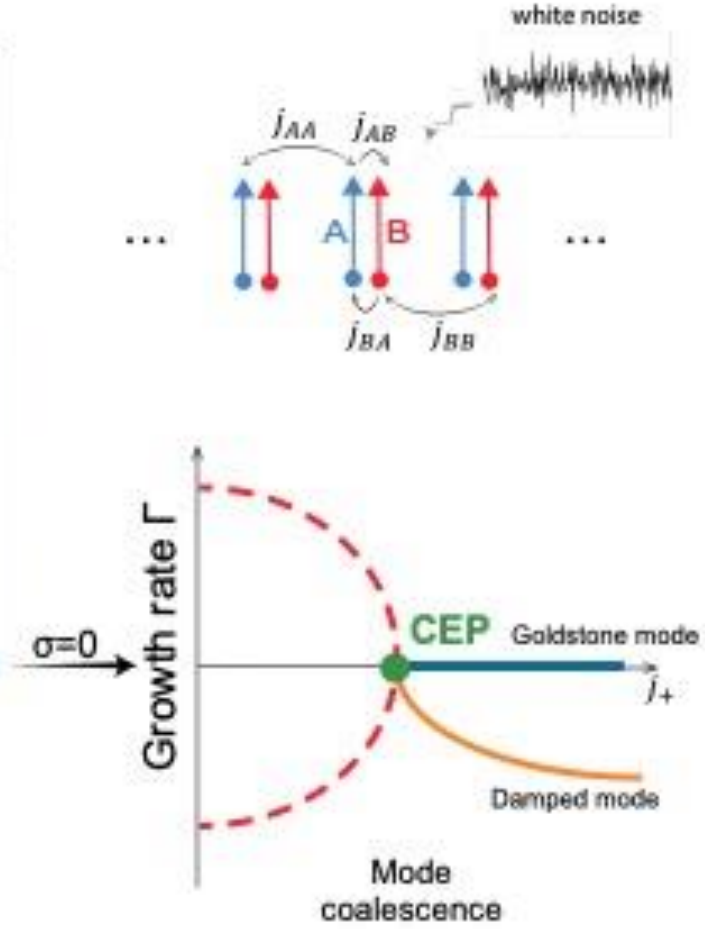 white noise
j_AA j_AB
...
A
B
...
j_BA j_BB
Growth rate Γ
σ=0
CEP
Goldstone mode
j_+
Damped mode
Mode
coalescence